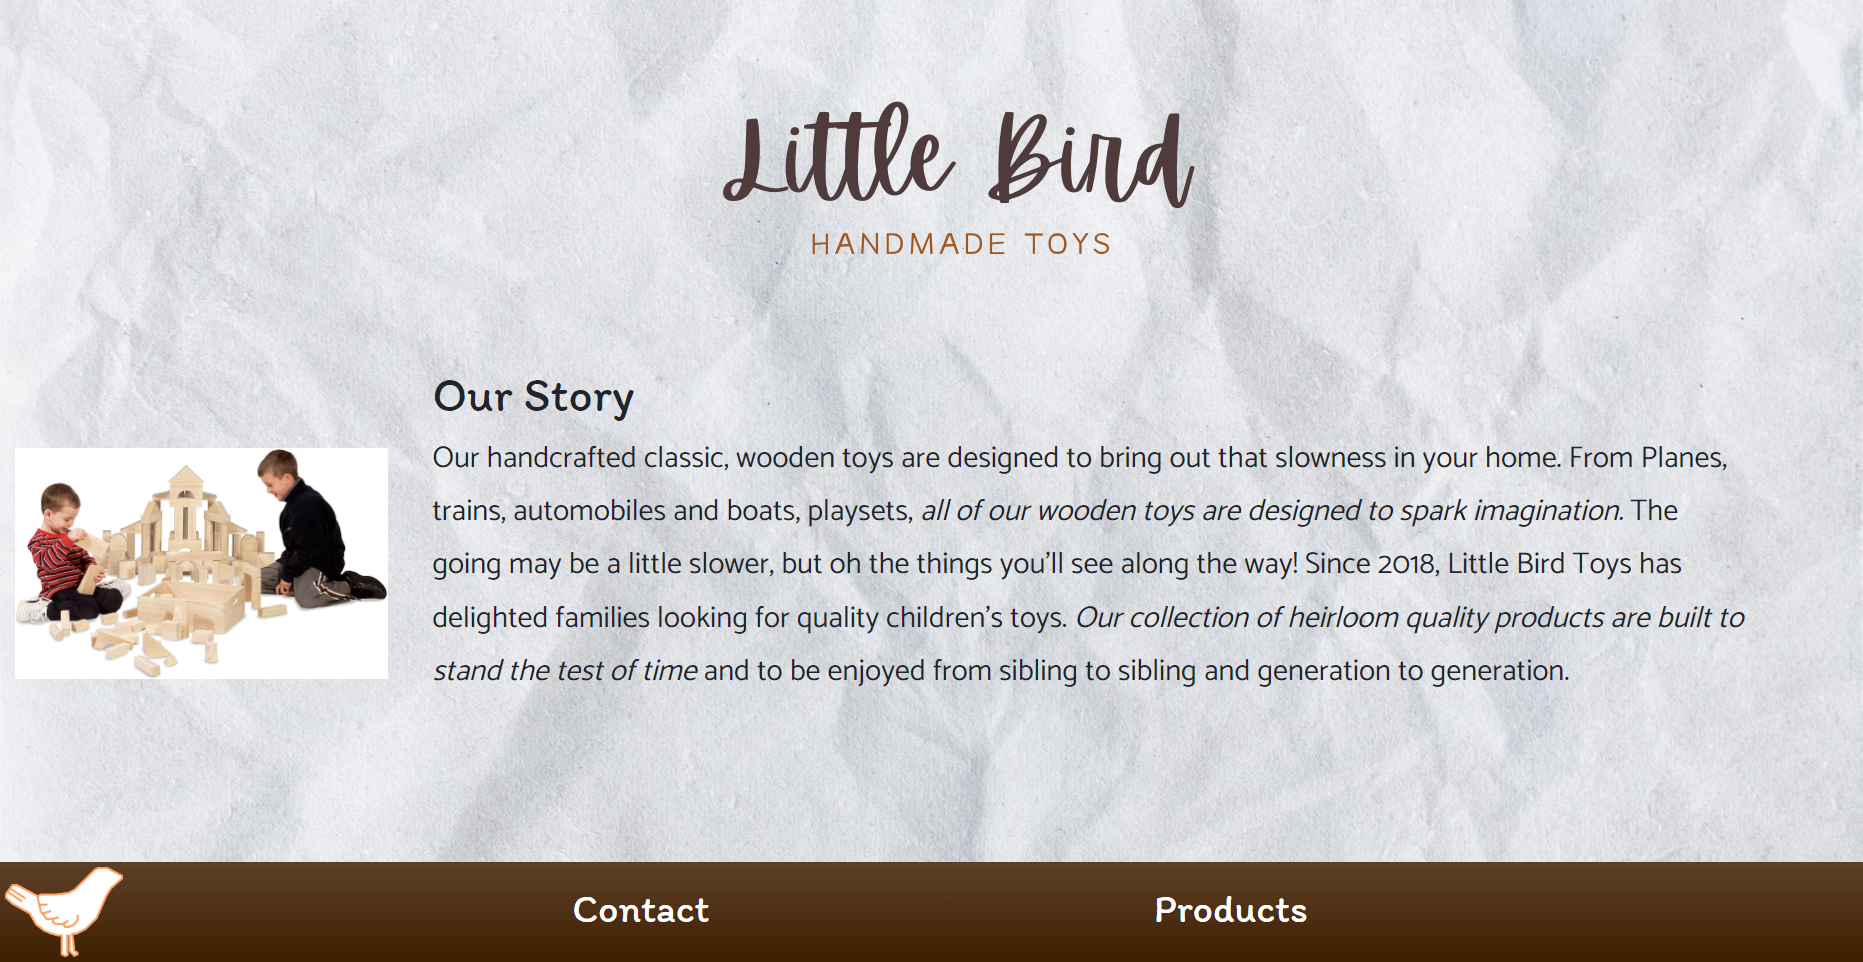 Little Bird
HANDMADE TOYS
Our Story
Our handcrafted classic, wooden toys are designed to bring out that slowness in your home. From Planes,
trains, automobiles and boats, playsets, all of our wooden toys are designed to spark imagination. The
going may be a little slower, but oh the things you'll see along the way! Since 2018, Little Bird Toys has
delighted families looking for quality children's toys. Our collection of heirloom quality products are built to
stand the test of time and to be enjoyed from sibling to sibling and generation to generation.
Contact
Products